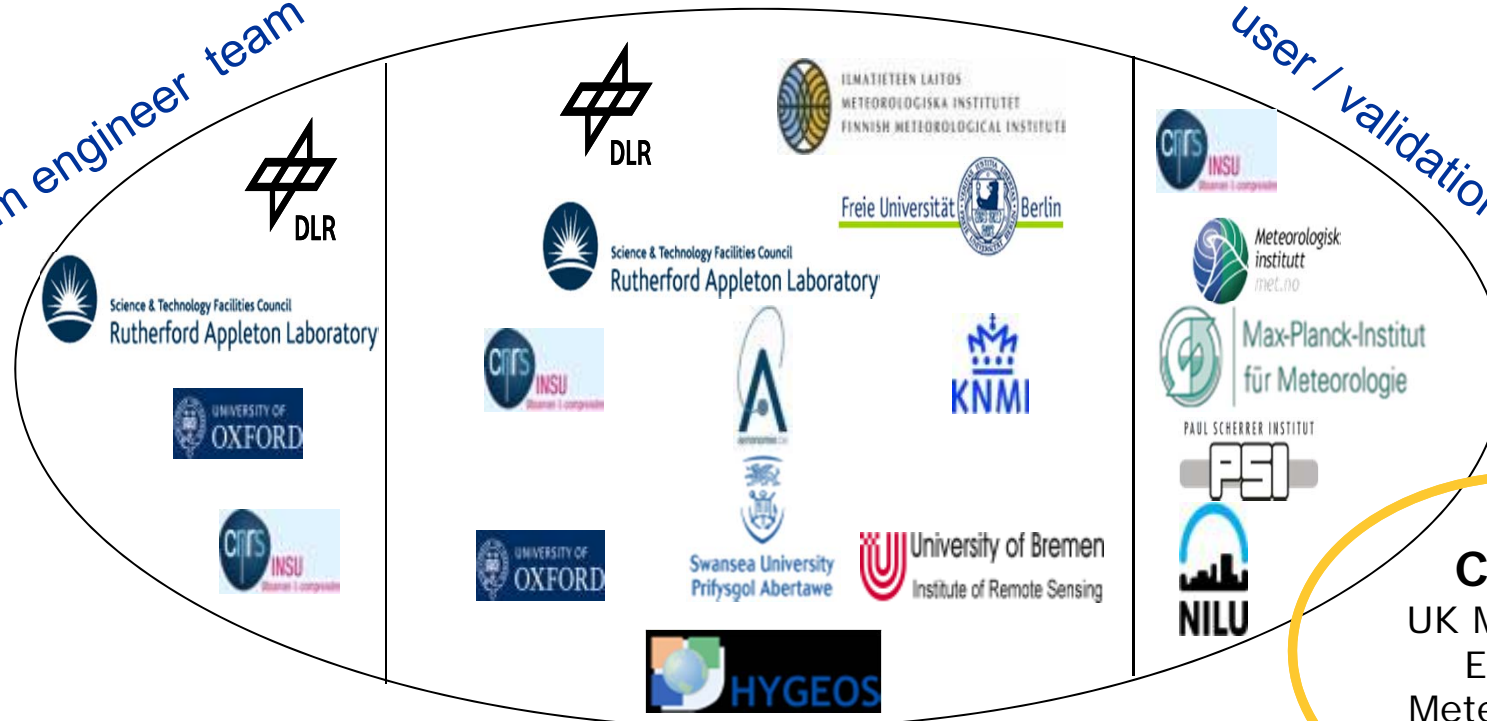 engineer team
DLR
Science & Technology Facilities Council
Rutherford Appleton Laboratory
UNIVERSITY OF
OXFORD
cnrs
INSU
DLR
ILMATIETEEN LAITOS
METEOROLOGISKA INSTITUTET
FINNISH METEOROLOGICAL INSTITUTE
Freie Universität Berlin
Science & Technology Facilities Council
Rutherford Appleton Laboratory
cnrs
INSU
KNMI
UNIVERSITY OF
OXFORD
Swansea University
Prifysgol Abertawe
University of Bremen
Institute of Remote Sensing
HYGEOS
user / validation
cnrs
INSU
Meteorologisk
institutt
met.no
Max-Planck-Institut
für Meteorologie
PAUL SCHERRER INSTITUT
PSI
NILU
C
UK M
E
Mete